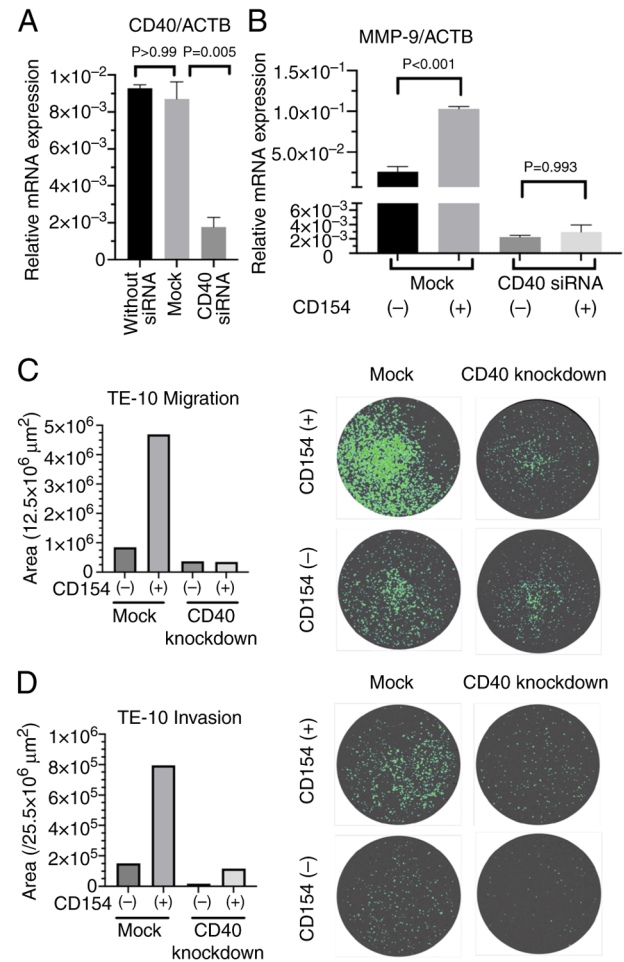 A
CD40/ACTB
P>0.99 P=0.005
Relative mRNA expression
1×10⁻²
8×10⁻³
6×10⁻³
4×10⁻³
2×10⁻³
0
Without siRNA
Mock
CD40 siRNA
B
MMP-9/ACTB
P<0.001
P=0.993
Relative mRNA expression
1.5×10⁻¹
1.0×10⁻¹
5.0×10⁻²
6×10⁻³
4×10⁻³
2×10⁻³
0
Mock CD40 siRNA
CD154 (−) (+) (−) (+)
C
TE-10 Migration
Area (12.5×10⁶ μm²)
5×10⁶
4×10⁶
3×10⁶
2×10⁶
1×10⁶
0
CD154 (−) (+) (−) (+)
Mock CD40
knockdown
Mock CD40 knockdown
CD154 (+)
CD154 (−)
D
TE-10 Invasion
Area (/25.5×10⁶ μm²)
1×10⁶
8×10⁵
6×10⁵
4×10⁵
2×10⁵
0
CD154 (−) (+) (−) (+)
Mock CD40
knockdown
Mock CD40 knockdown
CD154 (+)
CD154 (−)